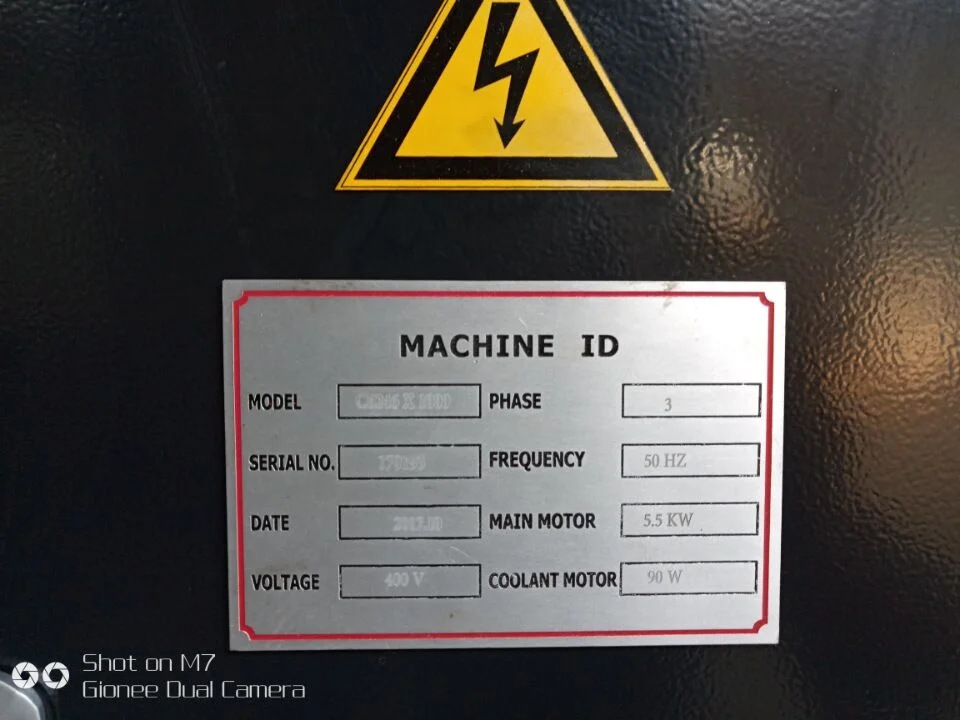 MACHINE ID
MODEL PHASE 3
SERIAL NO. FREQUENCY 50 HZ
DATE MAIN MOTOR 5.5 KW
VOLTAGE 400 V COOLANT MOTOR 90 W
Shot on M7
Gionee Dual Camera